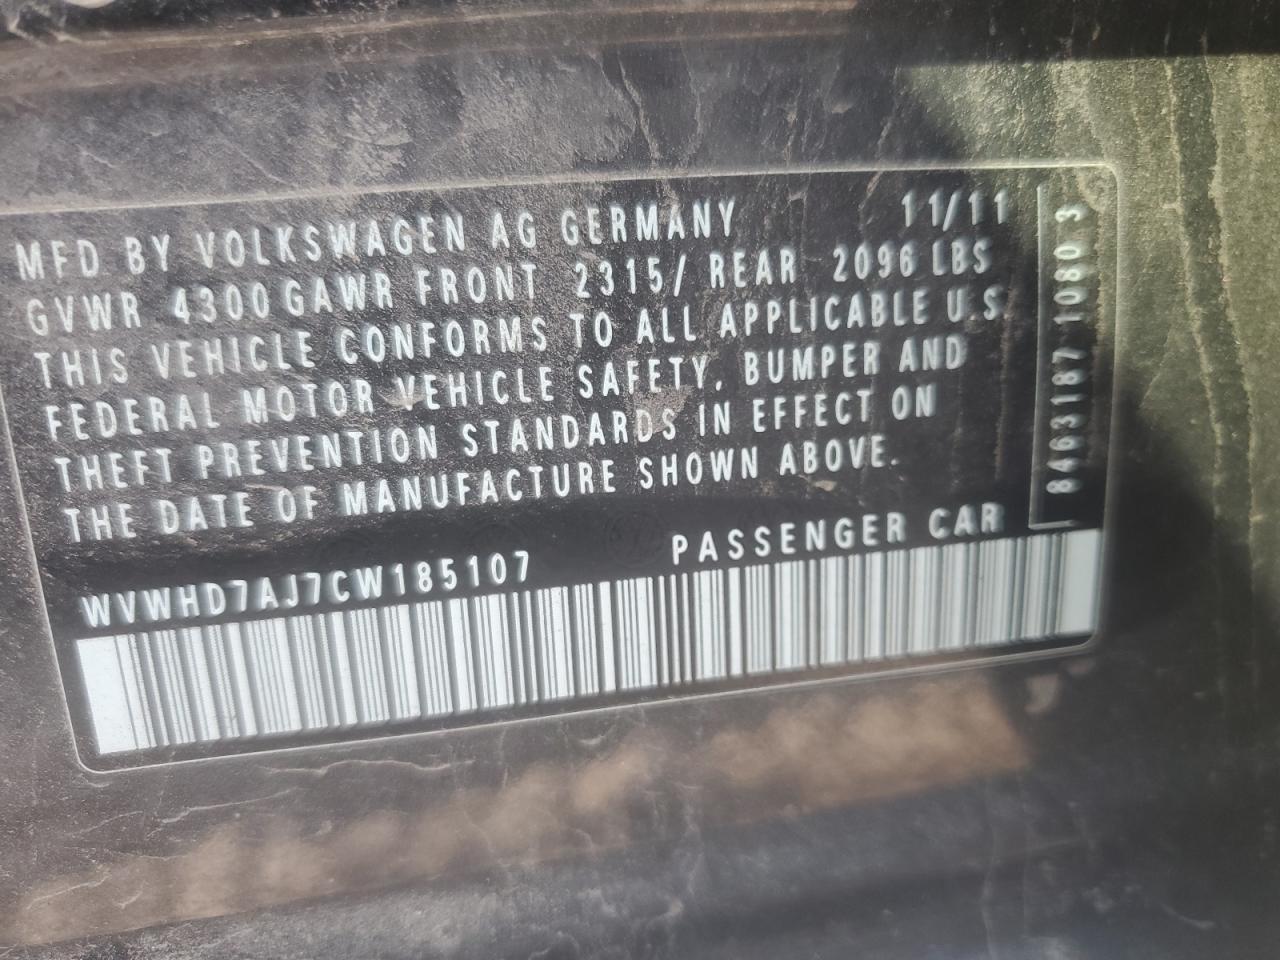 MFD BY VOLKSWAGEN AG GERMANY 11/11
GVWR 4300 GAWR FRONT 2315/ REAR 2096 LBS
THIS VEHICLE CONFORMS TO ALL APPLICABLE U.S
FEDERAL MOTOR VEHICLE SAFETY, BUMPER AND
THEFT PREVENTION STANDARDS IN EFFECT ON
THE DATE OF MANUFACTURE SHOWN ABOVE.
WVWHD7AJ7CW185107 PASSENGER CAR
8463187 1080 3